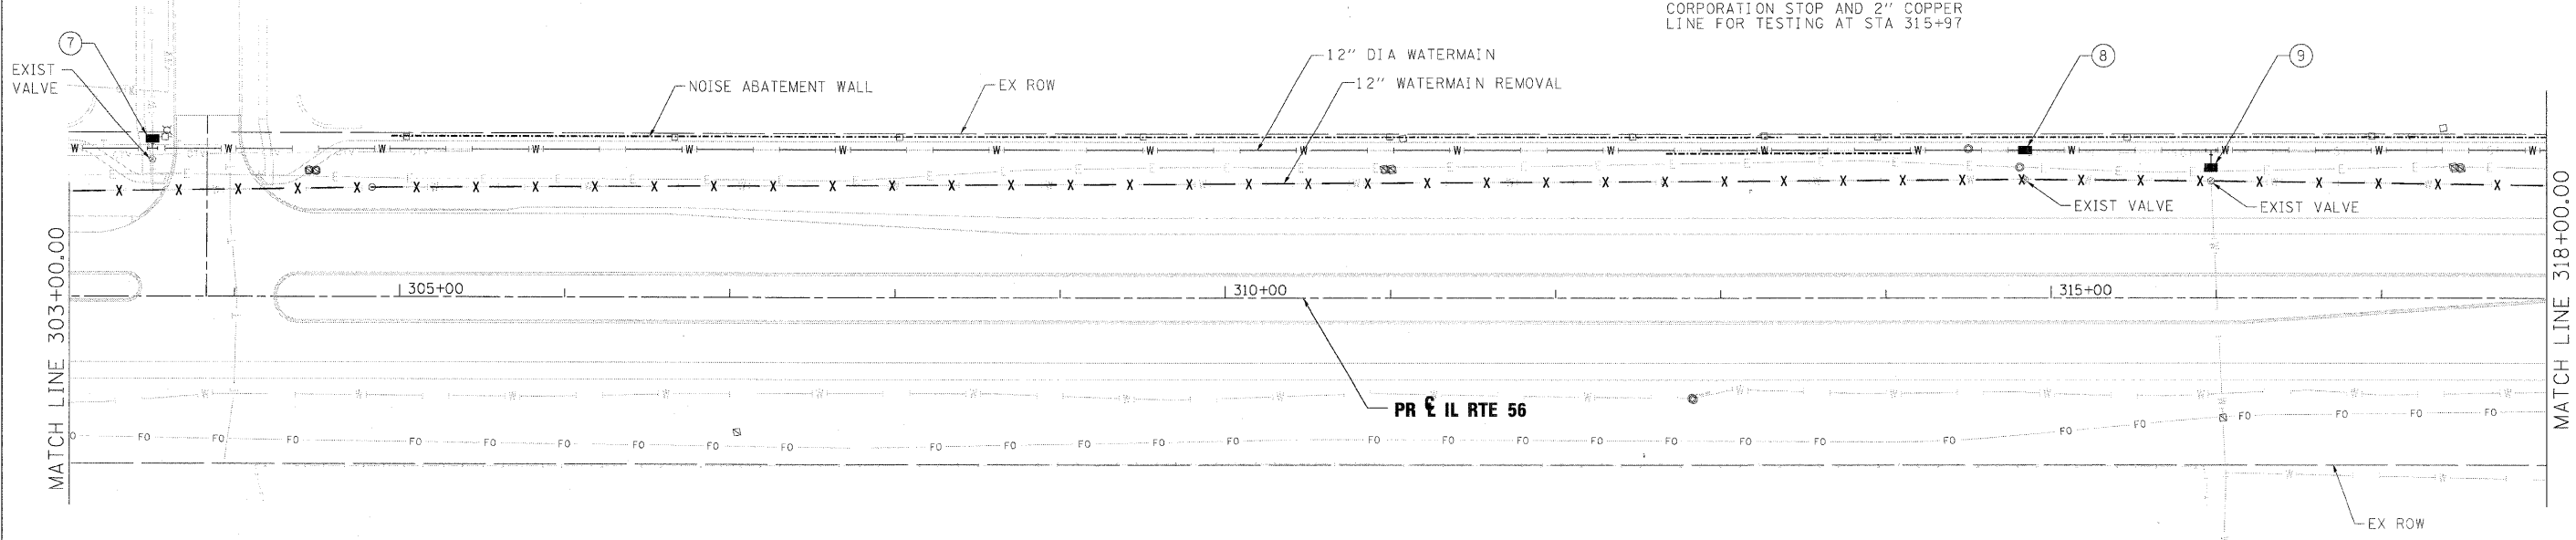 CORPORATION STOP AND 2" COPPER
LINE FOR TESTING AT STA 315+97
7
EXIST
VALVE
NOISE ABATEMENT WALL
EX ROW
12" DIA WATERMAIN
12" WATERMAIN REMOVAL
8
9
EXIST VALVE
EXIST VALVE
MATCH LINE 303+00.00
305+00
310+00
315+00
MATCH LINE 318+00.00
PR ℄ IL RTE 56
EX ROW